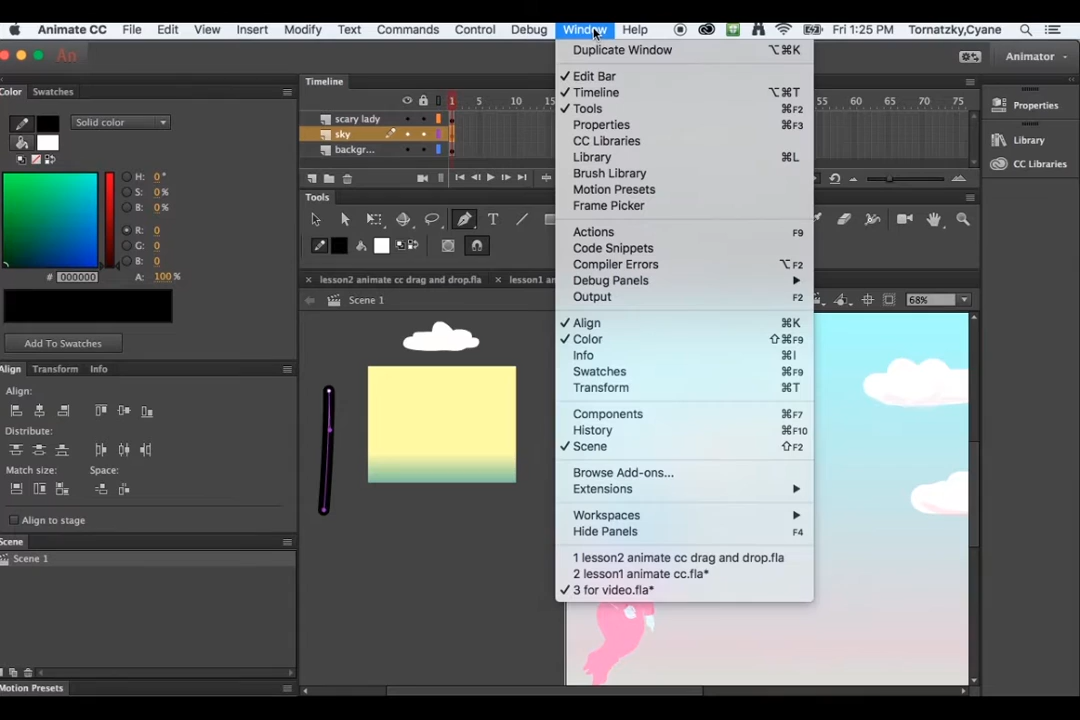 Animate CC File Edit View Insert Modify Text Commands Control Debug Window Help Fri 1:25 PM Tornatzky,Cyane
An Animator
Color Swatches
Solid color
H: 0°
S: 0%
B: 0%
R: 0
G: 0
B: 0
A: 100%
# 000000
Add To Swatches
Align Transform Info
Align:
Distribute:
Match size: Space:
Align to stage
Scene
Scene 1
Motion Presets
Timeline
1 5 10 15 55 60 65 70 75
scary lady
sky
backgr...
Tools
T
lesson2 animate cc drag and drop.fla
lesson1
Scene 1
68%
Duplicate Window ⌥⌘K
✓ Edit Bar
✓ Timeline ⌥⌘T
✓ Tools ⌘F2
Properties ⌘F3
CC Libraries
Library ⌘L
Brush Library
Motion Presets
Frame Picker
Actions F9
Code Snippets
Compiler Errors ⌥F2
Debug Panels
Output F2
✓ Align ⌘K
✓ Color ⇧⌘F9
Info ⌘I
Swatches ⌘F9
Transform ⌘T
Components ⌘F7
History ⌘F10
✓ Scene ⇧F2
Browse Add-ons...
Extensions
Workspaces
Hide Panels F4
1 lesson2 animate cc drag and drop.fla
2 lesson1 animate cc.fla*
✓ 3 for video.fla*
Properties
Library
CC Libraries